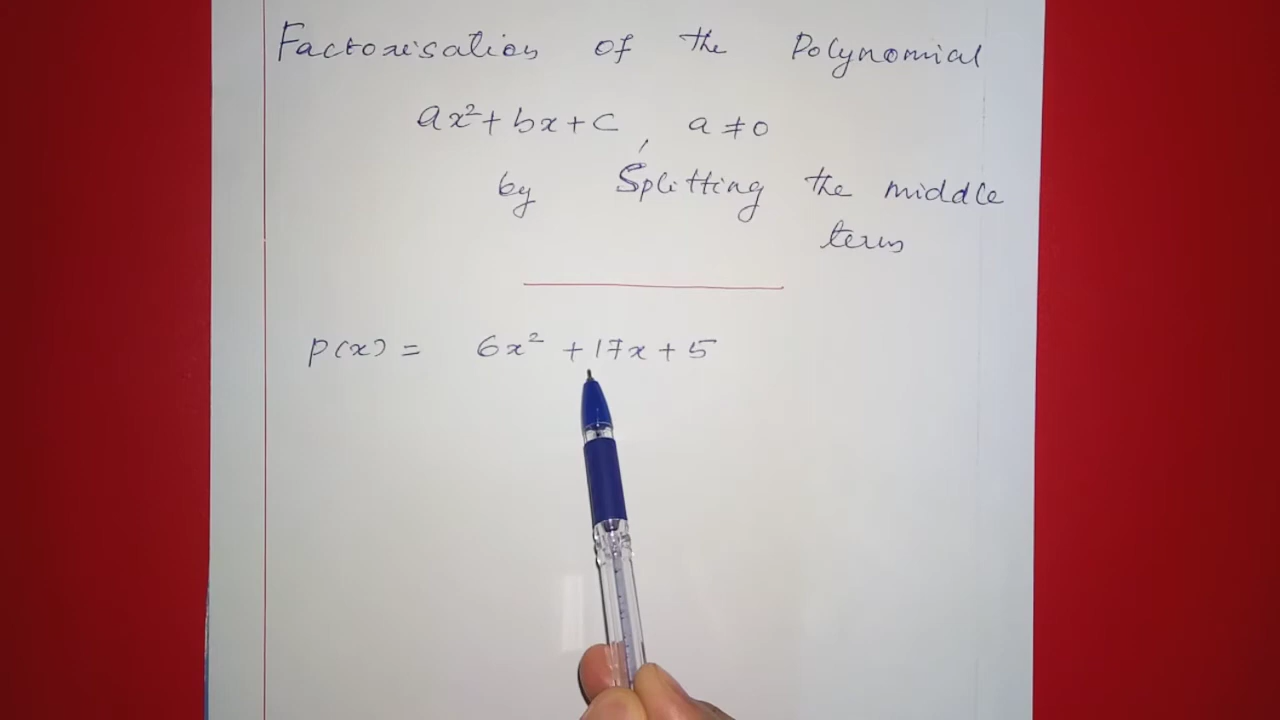 Factorisation of the Polynomial
ax²+bx+c, a≠0
by Splitting the middle
term
p(x) = 6x² +17x+5